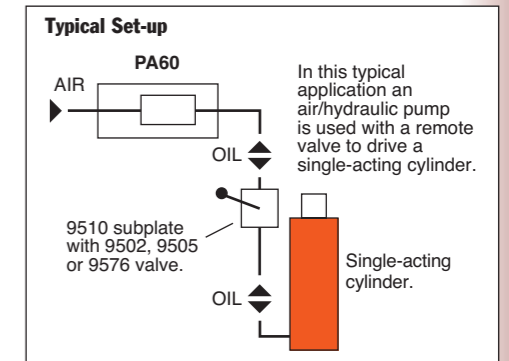 Typical Set-up
PA60
AIR
In this typical
application an
air/hydraulic pump
is used with a remote
valve to drive a
single-acting cylinder.
OIL
9510 subplate
with 9502, 9505
or 9576 valve.
Single-acting
cylinder.
OIL